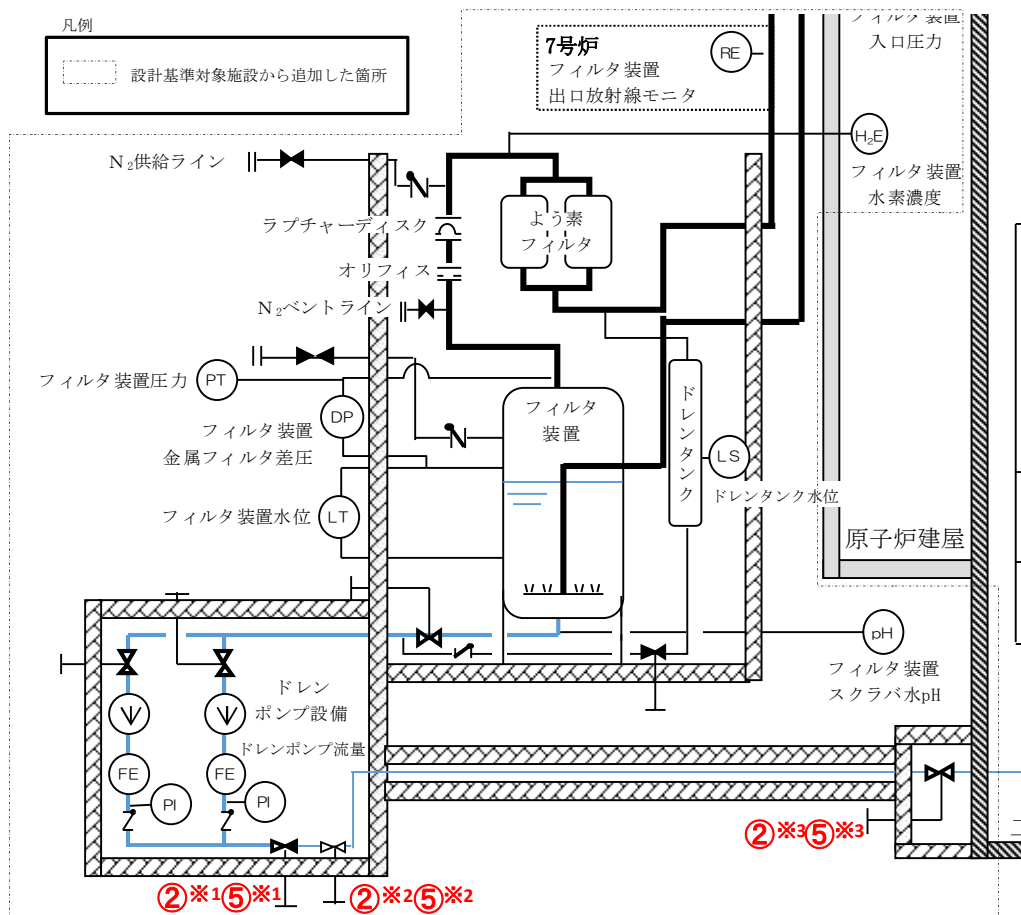 凡例
設計基準対象施設から追加した箇所
7号炉
フィルタ装置
出口放射線モニタ
RE
フィルタ装置
入口圧力
H₂E
フィルタ装置
水素濃度
N₂供給ライン
ラプチャーディスク
よう素
フィルタ
オリフィス
N₂ベントライン
フィルタ装置圧力
PT
DP
フィルタ装置
金属フィルタ差圧
フィルタ
装置
ドレンタンク
LS
ドレンタンク水位
フィルタ装置水位
LT
原子炉建屋
pH
フィルタ装置
スクラバ水pH
ドレン
ポンプ設備
ドレンポンプ流量
FE
FE
PI
PI
②※1⑤※1
②※2⑤※2
②※3⑤※3